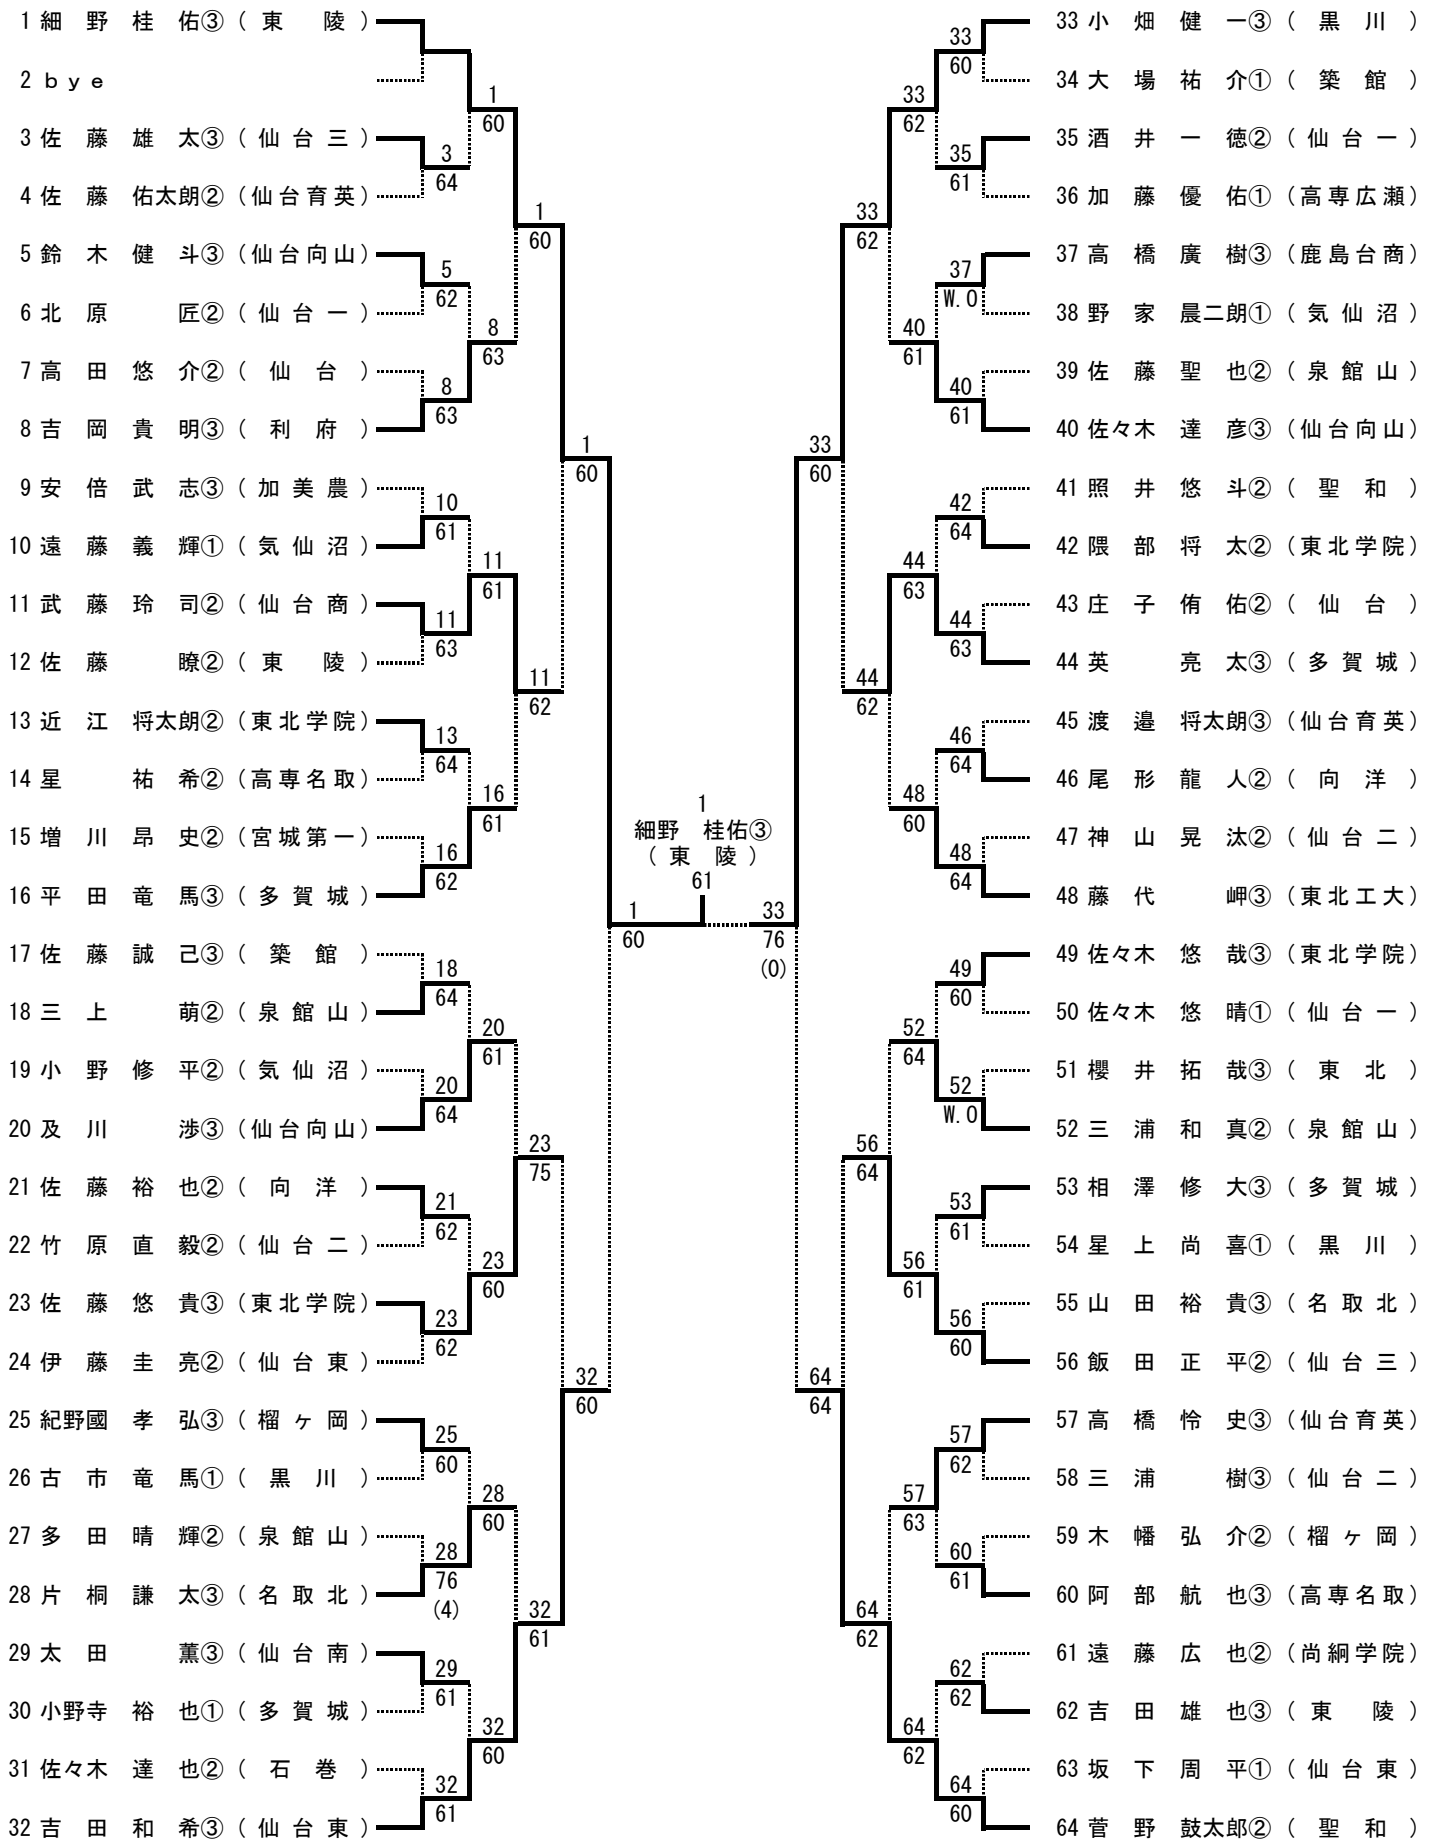 1 細野 桂佑③ (東陵)
2 ｂｙｅ
3 佐藤 雄太③ (仙台三)
4 佐藤 佑太朗② (仙台育英)
5 鈴木 健斗③ (仙台向山)
6 北原 匠② (仙台一)
7 高田 悠介② (仙台)
8 吉岡 貴明③ (利府)
9 安倍 武志③ (加美農)
10 遠藤 義輝① (気仙沼)
11 武藤 玲司② (仙台商)
12 佐藤 瞭② (東陵)
13 近江 将太朗② (東北学院)
14 星 祐希② (高専名取)
15 増川 昂史② (宮城第一)
16 平田 竜馬③ (多賀城)
17 佐藤 誠己③ (築館)
18 三上 萌② (泉館山)
19 小野 修平② (気仙沼)
20 及川 渉③ (仙台向山)
21 佐藤 裕也② (向洋)
22 竹原 直毅② (仙台二)
23 佐藤 悠貴③ (東北学院)
24 伊藤 圭亮② (仙台東)
25 紀野國 孝弘③ (榴ヶ岡)
26 古市 竜馬① (黒川)
27 多田 晴輝② (泉館山)
28 片桐 謙太③ (名取北)
29 太田 薫③ (仙台南)
30 小野寺 裕也① (多賀城)
31 佐々木 達也② (石巻)
32 吉田 和希③ (仙台東)
3
64
5
62
8
63
10
61
11
63
13
64
16
62
18
64
20
64
21
62
23
62
25
60
28
76
(4)
29
61
32
61
1
60
8
63
11
61
16
61
20
61
23
60
28
60
32
60
1
60
11
62
23
75
32
61
1
60
32
60
1
60
1
細野 桂佑③
(東陵)
61
33
76
(0)
33
60
64
64
33
62
44
62
56
64
64
62
33
62
40
61
44
63
48
60
52
64
56
61
57
63
64
62
33
60
35
61
37
W.O
40
61
42
64
44
63
46
64
48
64
49
60
52
W.O
53
61
56
60
57
62
60
61
62
62
64
60
33 小畑 健一③ (黒川)
34 大場 祐介① (築館)
35 酒井 一徳② (仙台一)
36 加藤 優佑① (高専広瀬)
37 高橋 廣樹③ (鹿島台商)
38 野家 晨二朗① (気仙沼)
39 佐藤 聖也② (泉館山)
40 佐々木 達彦③ (仙台向山)
41 照井 悠斗② (聖和)
42 隈部 将太② (東北学院)
43 庄子 侑佑② (仙台)
44 英 亮太③ (多賀城)
45 渡邉 将太朗③ (仙台育英)
46 尾形 龍人② (向洋)
47 神山 晃汰② (仙台二)
48 藤代 岬③ (東北工大)
49 佐々木 悠哉③ (東北学院)
50 佐々木 悠晴① (仙台一)
51 櫻井 拓哉③ (東北)
52 三浦 和真② (泉館山)
53 相澤 修大③ (多賀城)
54 星上 尚喜① (黒川)
55 山田 裕貴③ (名取北)
56 飯田 正平② (仙台三)
57 高橋 怜史③ (仙台育英)
58 三浦 樹③ (仙台二)
59 木幡 弘介② (榴ヶ岡)
60 阿部 航也③ (高専名取)
61 遠藤 広也② (尚絅学院)
62 吉田 雄也③ (東陵)
63 坂下 周平① (仙台東)
64 菅野 鼓太郎② (聖和)